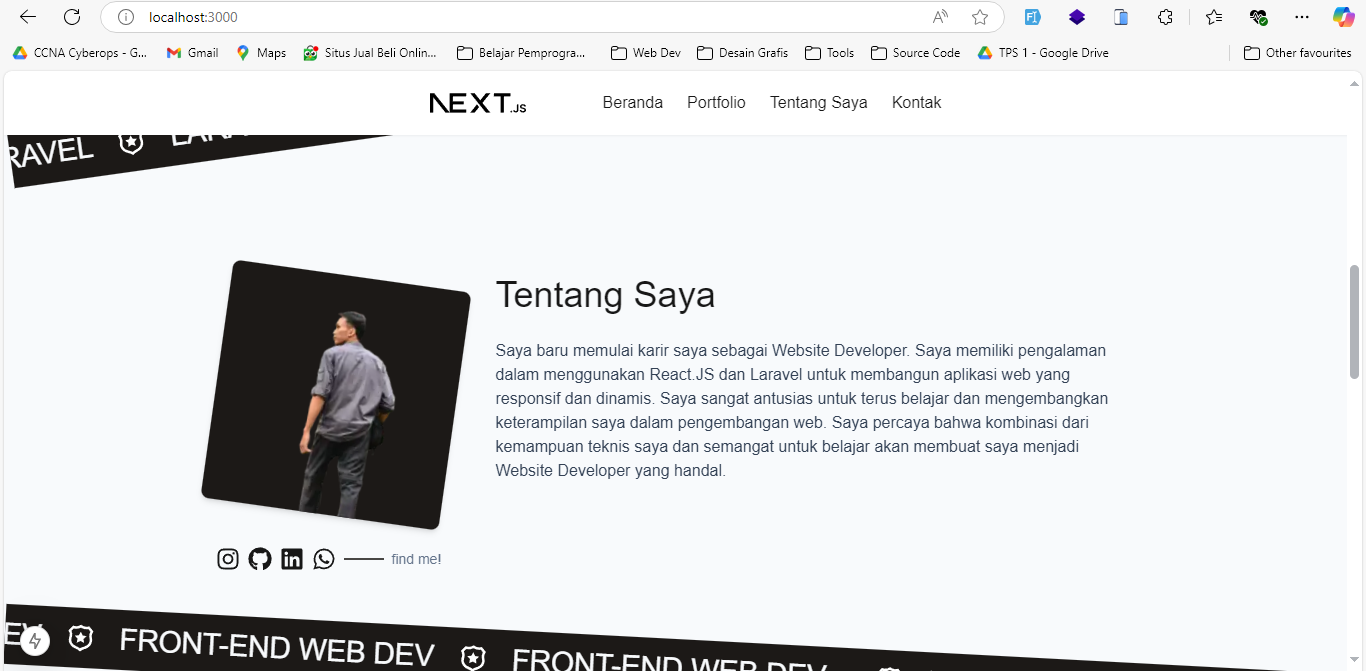 localhost:3000
CCNA Cyberops - G...
Gmail
Maps
Situs Jual Beli Onlin...
Belajar Pemprogra...
Web Dev
Desain Grafis
Tools
Source Code
TPS 1 - Google Drive
Other favourites
NEXT.JS
Beranda
Portfolio
Tentang Saya
Kontak
RAVEL
Tentang Saya
Saya baru memulai karir saya sebagai Website Developer. Saya memiliki pengalaman
dalam menggunakan React.JS dan Laravel untuk membangun aplikasi web yang
responsif dan dinamis. Saya sangat antusias untuk terus belajar dan mengembangkan
keterampilan saya dalam pengembangan web. Saya percaya bahwa kombinasi dari
kemampuan teknis saya dan semangat untuk belajar akan membuat saya menjadi
Website Developer yang handal.
find me!
FRONT-END WEB DEV
FRONT-END WEB DEV